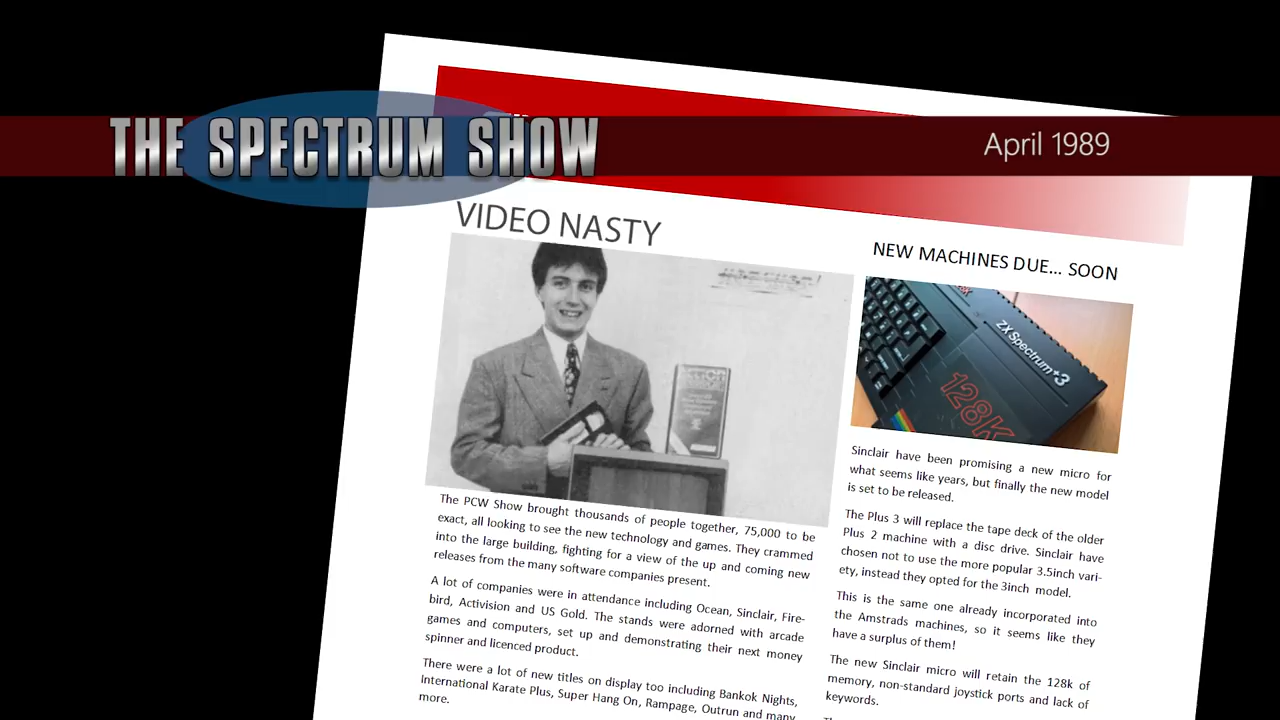 THE SPECTRUM SHOW
April 1989
VIDEO NASTY
The PCW Show brought thousands of people together, 75,000 to be
exact, all looking to see the new technology and games. They crammed
into the large building, fighting for a view of the up and coming new
releases from the many software companies present.
A lot of companies were in attendance including Ocean, Sinclair, Fire-
bird, Activision and US Gold. The stands were adorned with arcade
games and computers, set up and demonstrating their next money
spinner and licenced product.
There were a lot of new titles on display too including Bankok Nights,
International Karate Plus, Super Hang On, Rampage, Outrun and many
more.
NEW MACHINES DUE... SOON
ZX Spectrum+3
128K
Sinclair have been promising a new micro for
what seems like years, but finally the new model
is set to be released.
The Plus 3 will replace the tape deck of the older
Plus 2 machine with a disc drive. Sinclair have
chosen not to use the more popular 3.5inch vari-
ety, instead they opted for the 3inch model.
This is the same one already incorporated into
the Amstrads machines, so it seems like they
have a surplus of them!
The new Sinclair micro will retain the 128k of
memory, non-standard joystick ports and lack of
keywords.